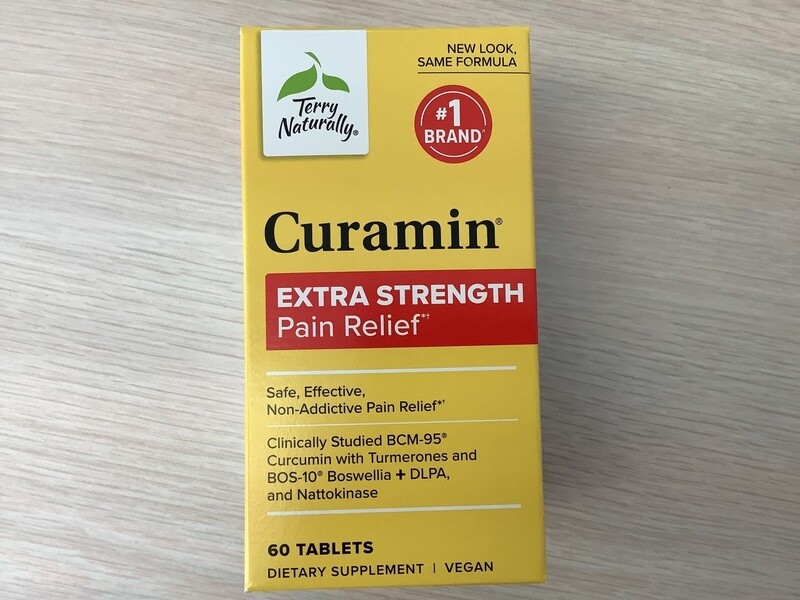 NEW LOOK,
SAME FORMULA
Terry
Naturally®
#1
BRAND^
Curamin®
EXTRA STRENGTH
Pain Relief*†
Safe, Effective,
Non-Addictive Pain Relief*†
Clinically Studied BCM-95®
Curcumin with Turmerones and
BOS-10® Boswellia + DLPA,
and Nattokinase
60 TABLETS
DIETARY SUPPLEMENT | VEGAN